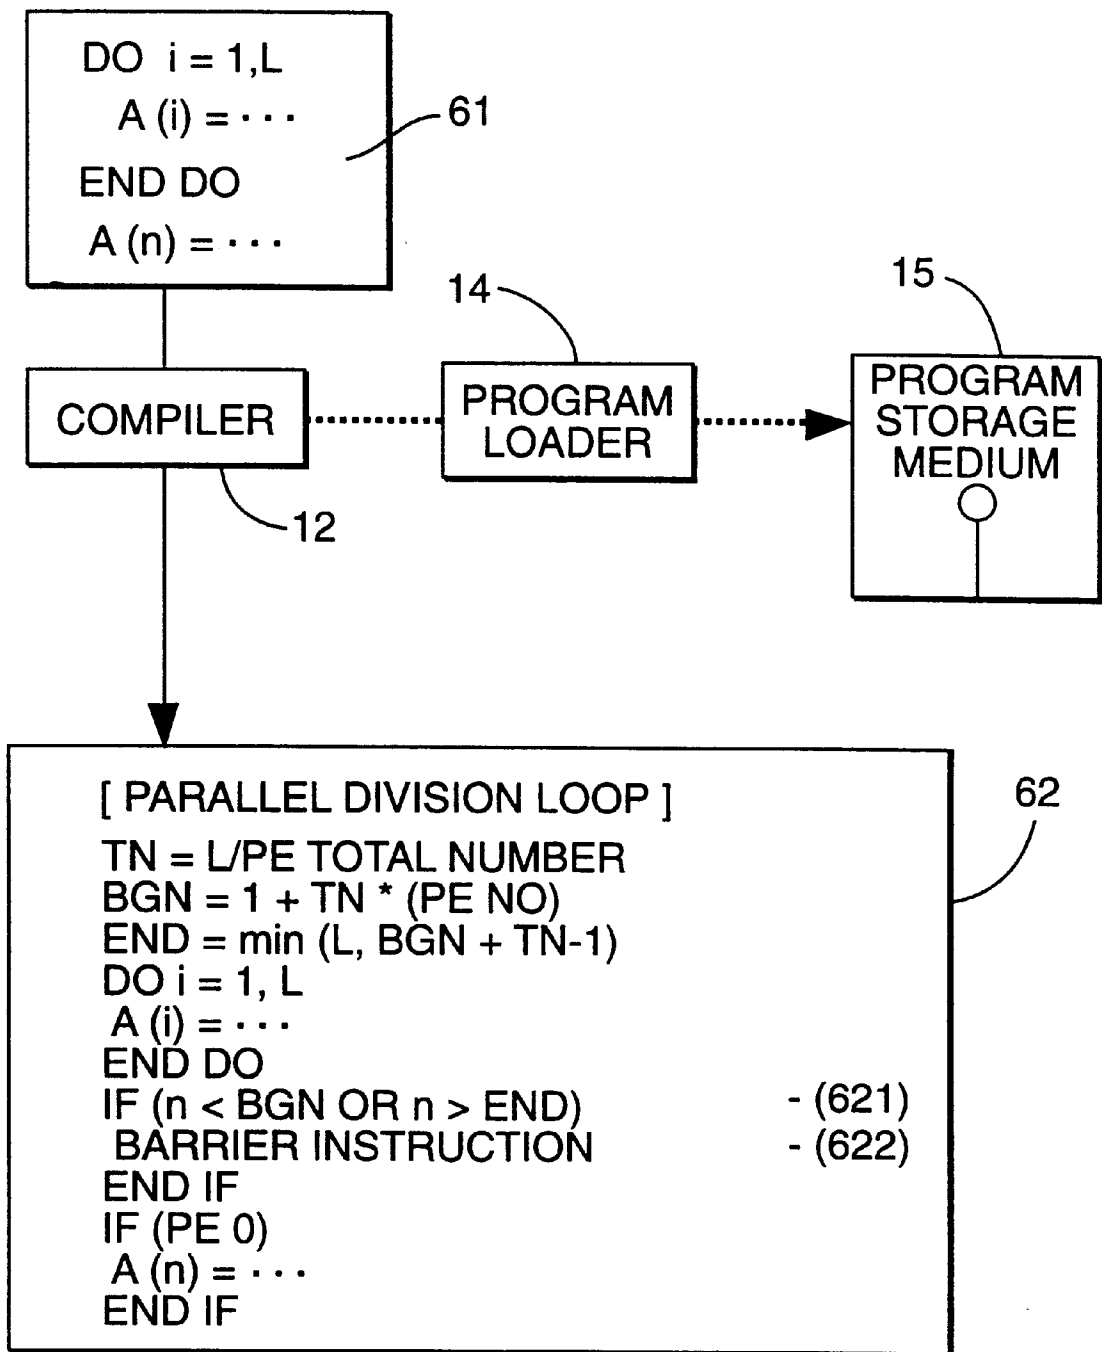 DO i = 1,L
A (i) = · · ·
END DO
A (n) = · · ·
61
14
15
COMPILER
PROGRAM
LOADER
PROGRAM
STORAGE
MEDIUM
12
62
[ PARALLEL DIVISION LOOP ]
TN = L/PE TOTAL NUMBER
BGN = 1 + TN * (PE NO)
END = min (L, BGN + TN-1)
DO i = 1, L
A (i) = · · ·
END DO
IF (n < BGN OR n > END) - (621)
BARRIER INSTRUCTION - (622)
END IF
IF (PE 0)
A (n) = · · ·
END IF